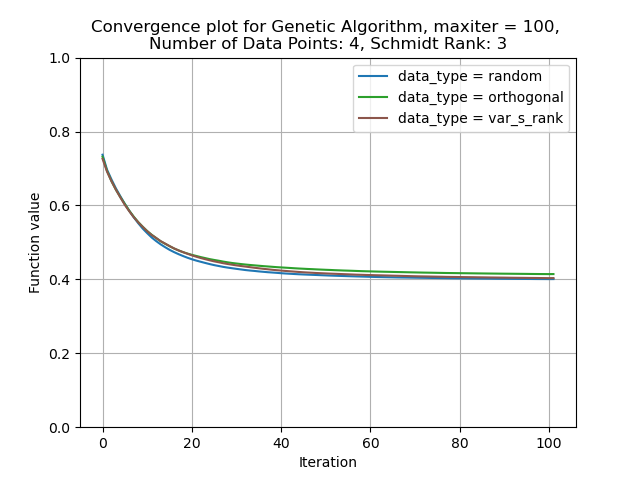 Convergence plot for Genetic Algorithm, maxiter = 100,
Number of Data Points: 4, Schmidt Rank: 3
data_type = random
data_type = orthogonal
data_type = var_s_rank
Function value
1.0
0.8
0.6
0.4
0.2
0.0
0 20 40 60 80 100
Iteration